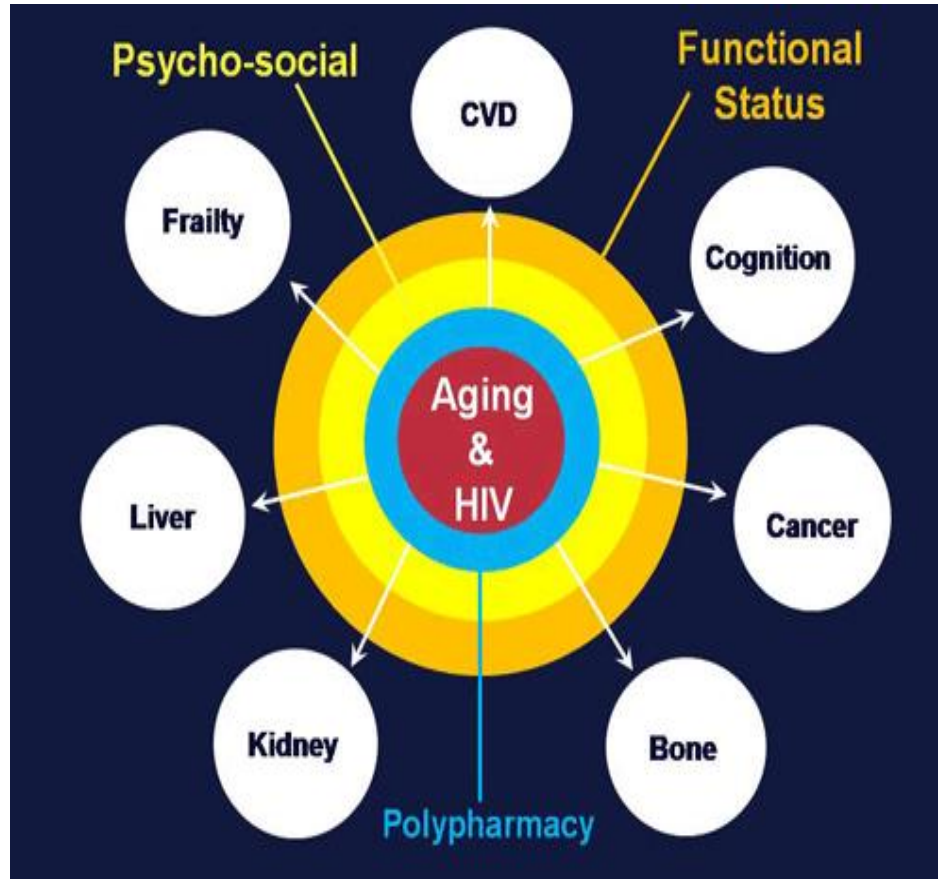 Psycho-social
Functional
Status
CVD
Frailty
Cognition
Aging
&
HIV
Liver
Cancer
Kidney
Bone
Polypharmacy